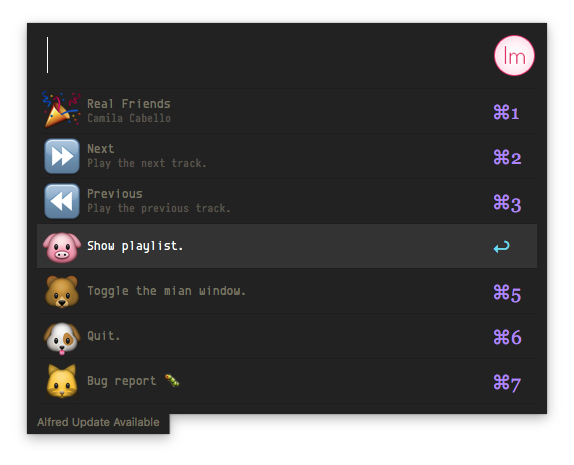 lm
Real Friends
Camila Cabello
⌘1
Next
Play the next track.
⌘2
Previous
Play the previous track.
⌘3
Show playlist.
↩
Toggle the mian window.
⌘5
Quit.
⌘6
Bug report 🐛
⌘7
Alfred Update Available